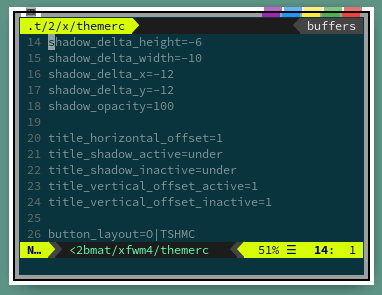 .t/2/x/themerc buffers
14 shadow_delta_height=-6
15 shadow_delta_width=-10
16 shadow_delta_x=-12
17 shadow_delta_y=-12
18 shadow_opacity=100
19
20 title_horizontal_offset=1
21 title_shadow_active=under
22 title_shadow_inactive=under
23 title_vertical_offset_active=1
24 title_vertical_offset_inactive=1
25
26 button_layout=O|TSHMC
N… <2bmat/xfwm4/themerc 51% ☰ 14: 1